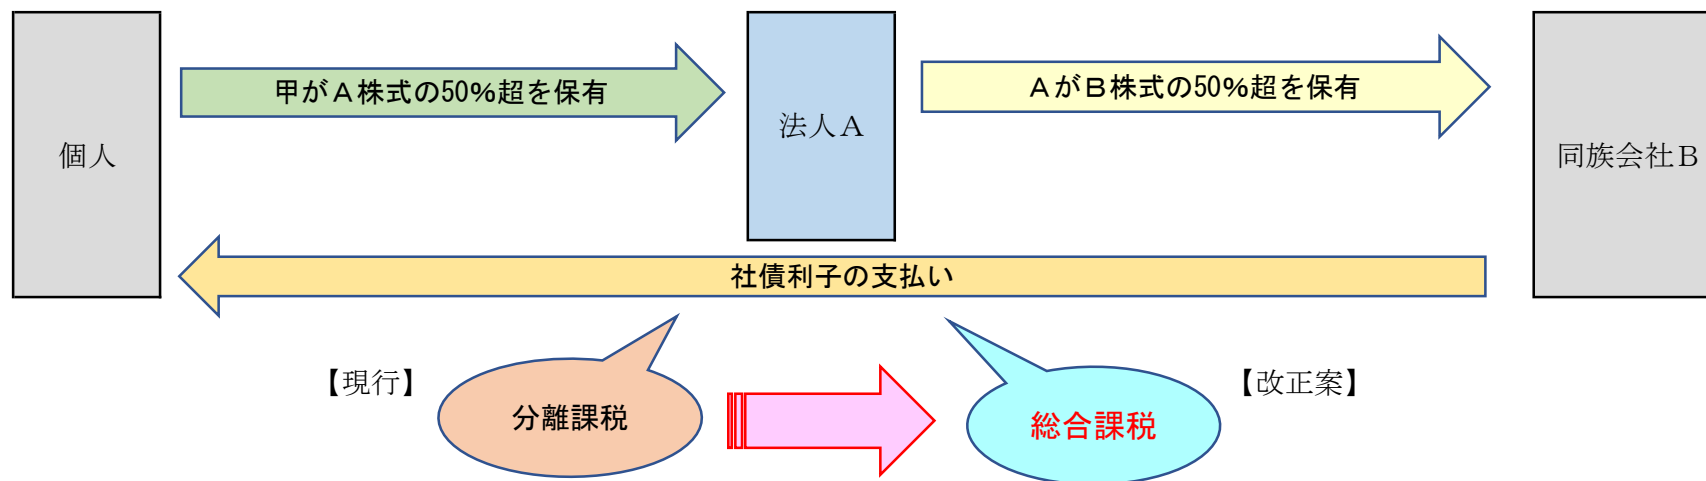 甲がＡ株式の50%超を保有
ＡがＢ株式の50%超を保有
法人Ａ
個人
同族会社Ｂ
社債利子の支払い
【現行】
【改正案】
分離課税
総合課税